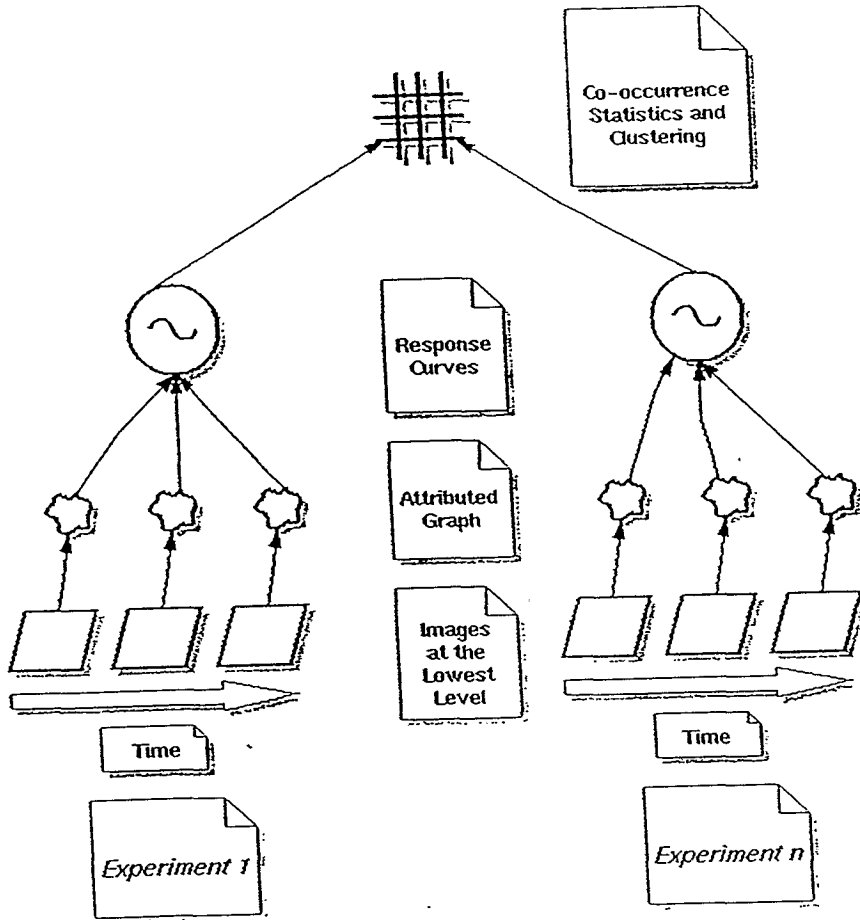 Co-occurrence
Statistics and
Clustering
Response
Curves
Attributed
Graph
Images
at the
Lowest
Level
Time
Time
Experiment 1
Experiment n